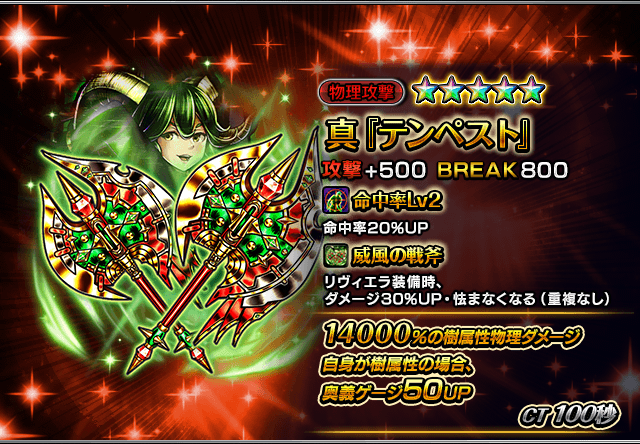 物理攻撃
真『テンペスト』
攻撃+500 BREAK800
命中率Lv2
命中率20%UP
威風の戦斧
リヴィエラ装備時、
ダメージ30%UP・怯まなくなる（重複なし）
14000%の樹属性物理ダメージ
自身が樹属性の場合、
奥義ゲージ50UP
CT 100秒